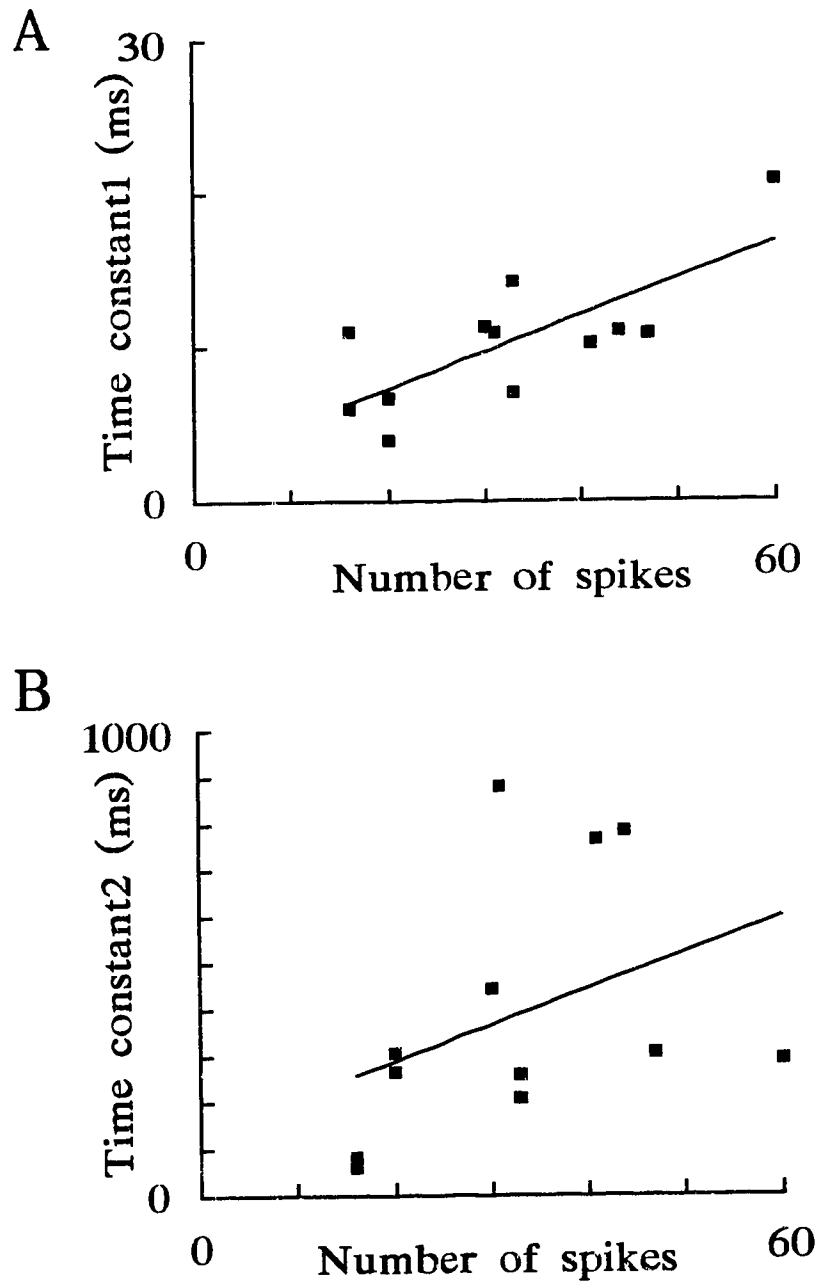 A
30
Time constant1 (ms)
0
0
60
Number of spikes
B
1000
Time constant2 (ms)
0
0
60
Number of spikes